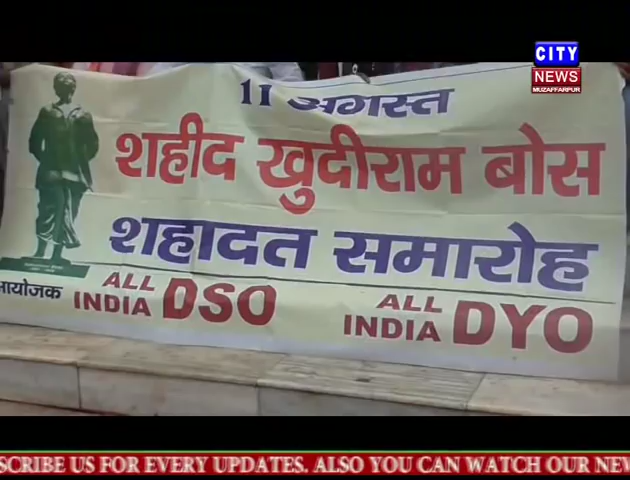 CITY
NEWS
MUZAFFARPUR
11 अगस्त
शहीद खुदीराम बोस
शहादत समारोह
आयोजक ALL INDIA DSO ALL INDIA DYO
SCRIBE US FOR EVERY UPDATES. ALSO YOU CAN WATCH OUR NEW